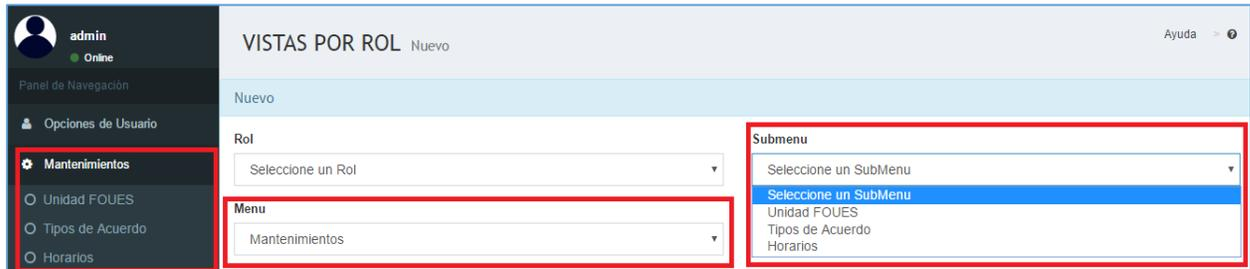 admin
Online
Panel de Navegación
Opciones de Usuario
Mantenimientos
Unidad FOUES
Tipos de Acuerdo
Horarios
VISTAS POR ROL Nuevo
Ayuda >
Nuevo
Rol
Seleccione un Rol
Menu
Mantenimientos
Submenu
Seleccione un SubMenu
Seleccione un SubMenu
Unidad FOUES
Tipos de Acuerdo
Horarios